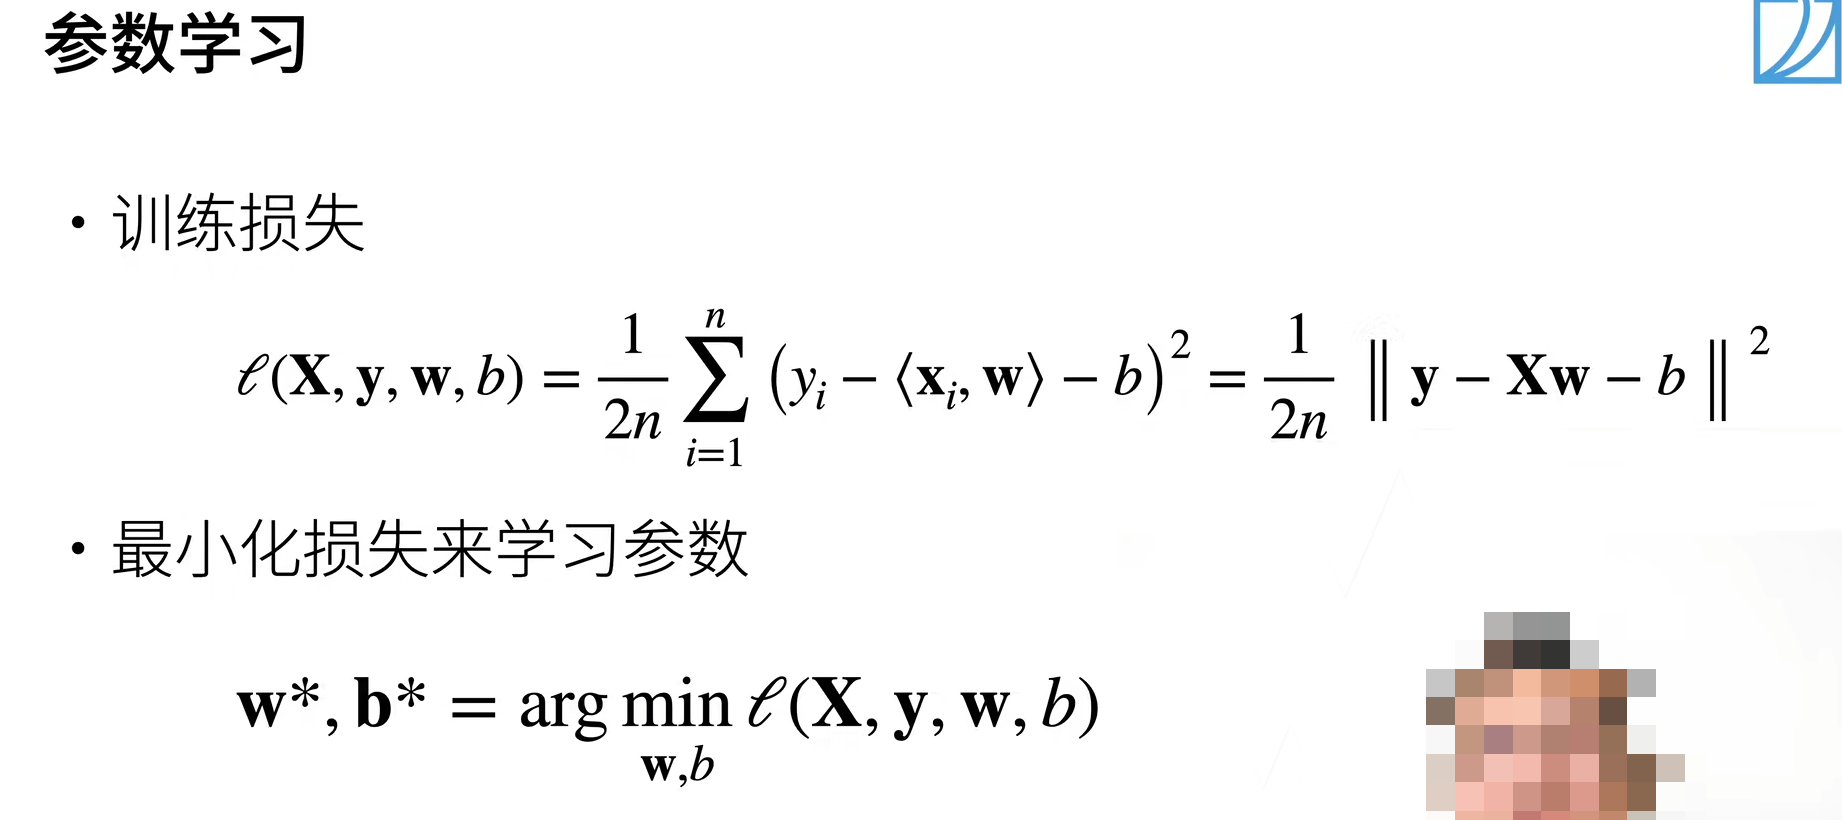 参数学习
• 训练损失
ℓ(X, y, w, b) = 1/2n ∑_{i=1}^{n} (y_i − ⟨x_i, w⟩ − b)² = 1/2n ‖ y − Xw − b ‖²
• 最小化损失来学习参数
w*, b* = arg min_{w,b} ℓ(X, y, w, b)